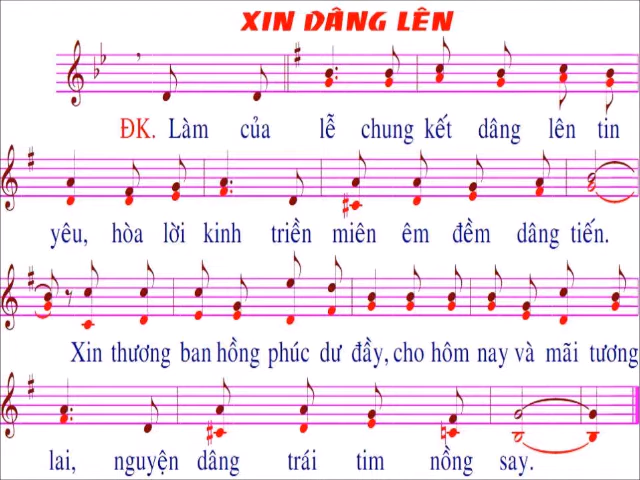 XIN DÂNG LÊN
ĐK. Làm của lễ chung kết dâng lên tin
yêu, hòa lời kinh triền miên êm đềm dâng tiến.
Xin thương ban hồng phúc dư đầy, cho hôm nay và mãi tương
lai, nguyện dâng trái tim nồng say.